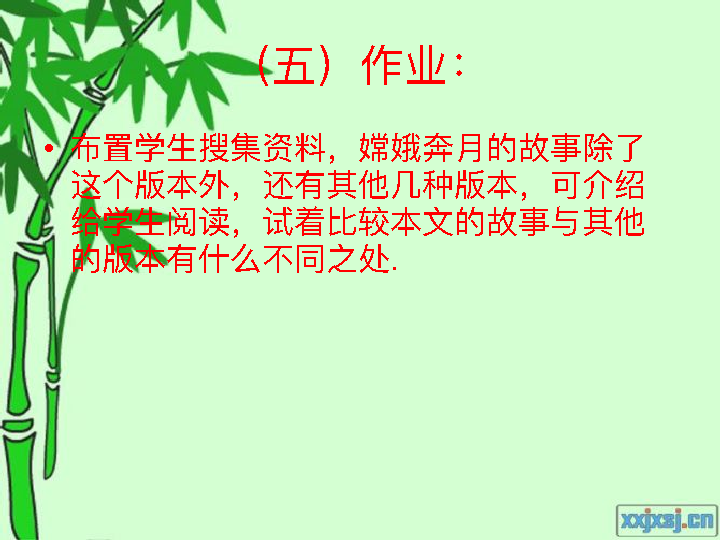 （五）作业：
• 布置学生搜集资料，嫦娥奔月的故事除了
这个版本外，还有其他几种版本，可介绍
给学生阅读，试着比较本文的故事与其他
的版本有什么不同之处.
xxjxsj.cn